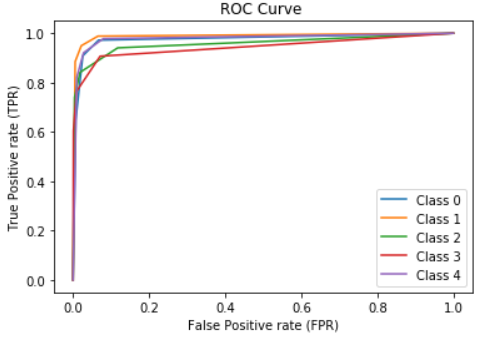 ROC Curve
True Positive rate (TPR)
1.0
0.8
0.6
0.4
0.2
0.0
Class 0
Class 1
Class 2
Class 3
Class 4
0.0 0.2 0.4 0.6 0.8 1.0
False Positive rate (FPR)